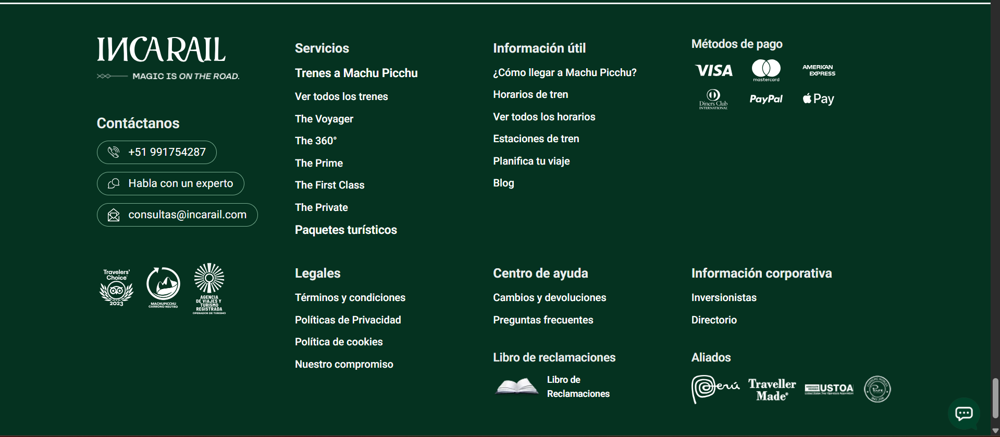 INCARAIL
MAGIC IS ON THE ROAD.
Contáctanos
+51 991754287
Habla con un experto
consultas@incarail.com
Travelers'
Choice
2023
MACHUPICCHU
CARBONO NEUTRO
AGENCIA
DE VIAJES Y
TURISMO
REGISTRADA
OPERADOR DE TURISMO
Servicios
Trenes a Machu Picchu
Ver todos los trenes
The Voyager
The 360°
The Prime
The First Class
The Private
Paquetes turísticos
Información útil
¿Cómo llegar a Machu Picchu?
Horarios de tren
Ver todos los horarios
Estaciones de tren
Planifica tu viaje
Blog
Métodos de pago
VISA
mastercard
AMERICAN
EXPRESS
Diners Club
INTERNATIONAL
PayPal
Pay
Legales
Términos y condiciones
Políticas de Privacidad
Política de cookies
Nuestro compromiso
Centro de ayuda
Cambios y devoluciones
Preguntas frecuentes
Libro de reclamaciones
Libro de
Reclamaciones
Información corporativa
Inversionistas
Directorio
Aliados
Perú
Traveller
Made®
USTOA
United States Tour Operators Association